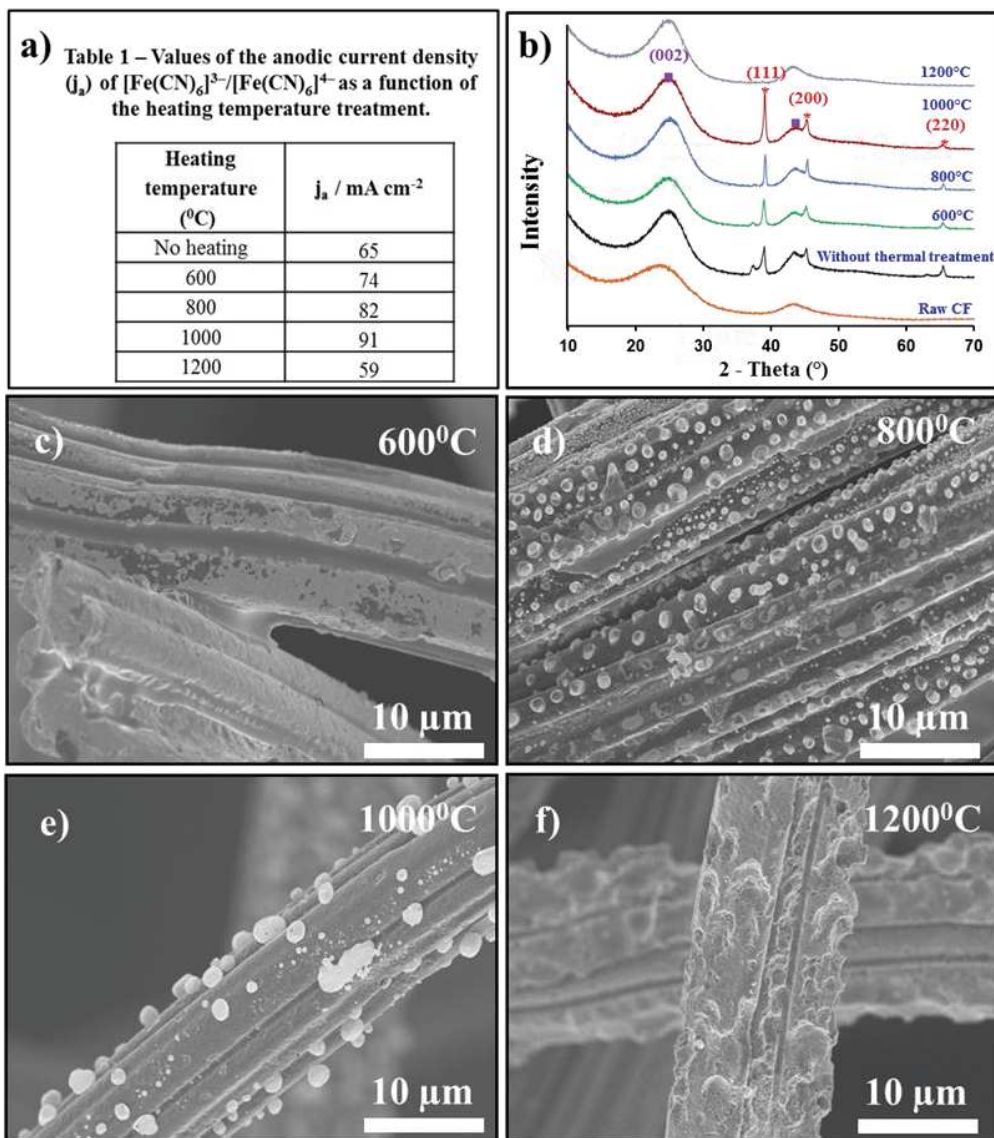 a)
Table 1 – Values of the anodic current density
(jₐ) of [Fe(CN)₆]³⁻/[Fe(CN)₆]⁴⁻ as a function of
the heating temperature treatment.
Heating temperature (⁰C) jₐ / mA cm⁻²
No heating 65
600 74
800 82
1000 91
1200 59
b)
(002)
(111)
(200)
(220)
1200°C
1000°C
800°C
600°C
Without thermal treatment
Raw CF
Intensity
10 20 30 40 50 60 70
2 - Theta (°)
c) 600⁰C
10 µm
d) 800⁰C
10 µm
e) 1000⁰C
10 µm
f) 1200⁰C
10 µm